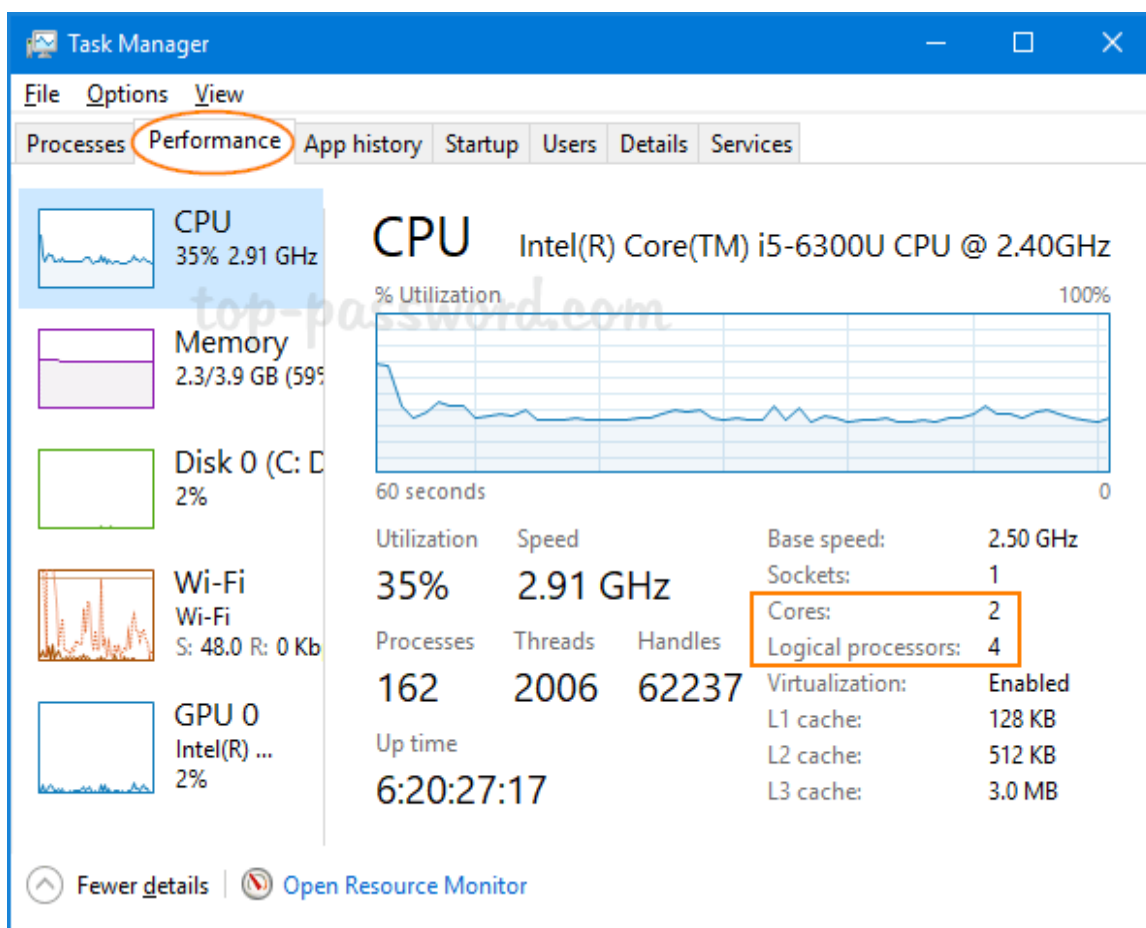 Task Manager
File Options View
Processes Performance App history Startup Users Details Services
CPU
35% 2.91 GHz
Memory
2.3/3.9 GB (59%
Disk 0 (C: D
2%
Wi-Fi
Wi-Fi
S: 48.0 R: 0 Kb
GPU 0
Intel(R) ...
2%
CPU Intel(R) Core(TM) i5-6300U CPU @ 2.40GHz
% Utilization 100%
top-password.com
60 seconds 0
Utilization Speed
35% 2.91 GHz
Processes Threads Handles
162 2006 62237
Up time
6:20:27:17
Base speed: 2.50 GHz
Sockets: 1
Cores: 2
Logical processors: 4
Virtualization: Enabled
L1 cache: 128 KB
L2 cache: 512 KB
L3 cache: 3.0 MB
Fewer details Open Resource Monitor